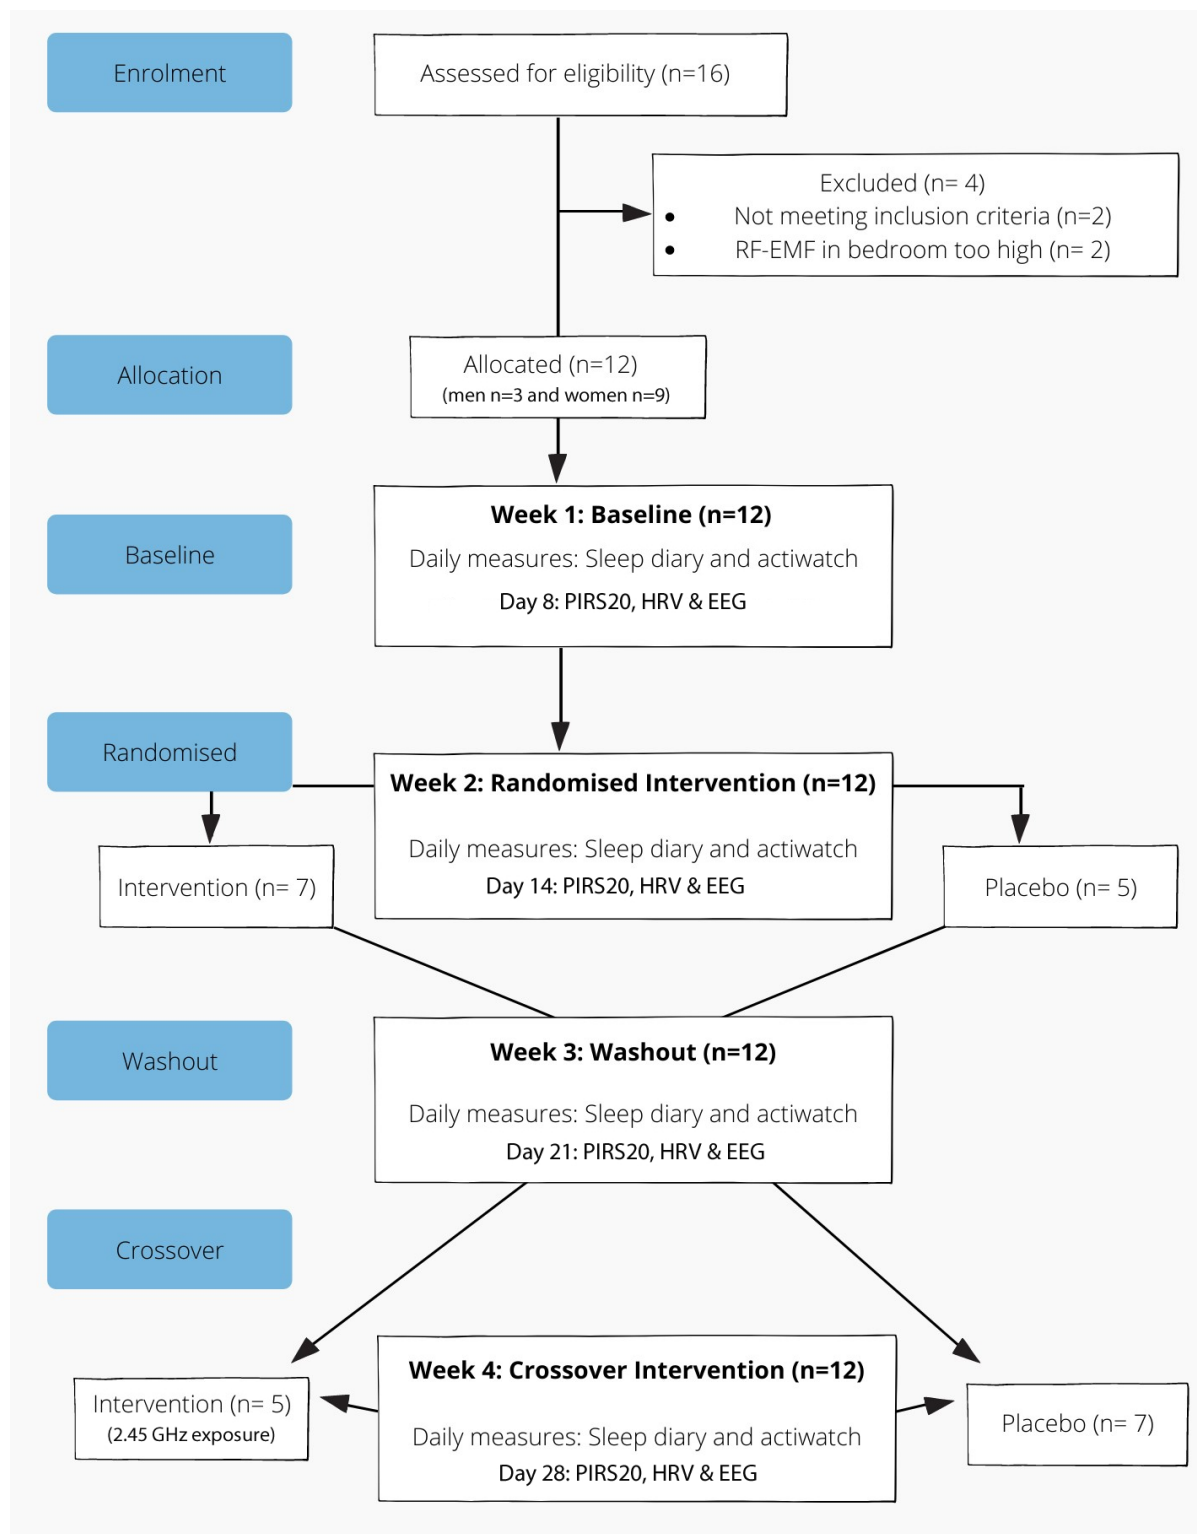 Enrolment
Assessed for eligibility (n=16)
Excluded (n= 4)
• Not meeting inclusion criteria (n=2)
• RF-EMF in bedroom too high (n= 2)
Allocation
Allocated (n=12)
(men n=3 and women n=9)
Baseline
Week 1: Baseline (n=12)
Daily measures: Sleep diary and actiwatch
Day 8: PIRS20, HRV & EEG
Randomised
Week 2: Randomised Intervention (n=12)
Daily measures: Sleep diary and actiwatch
Day 14: PIRS20, HRV & EEG
Intervention (n= 7)
Placebo (n= 5)
Washout
Week 3: Washout (n=12)
Daily measures: Sleep diary and actiwatch
Day 21: PIRS20, HRV & EEG
Crossover
Week 4: Crossover Intervention (n=12)
Daily measures: Sleep diary and actiwatch
Day 28: PIRS20, HRV & EEG
Intervention (n= 5)
(2.45 GHz exposure)
Placebo (n= 7)